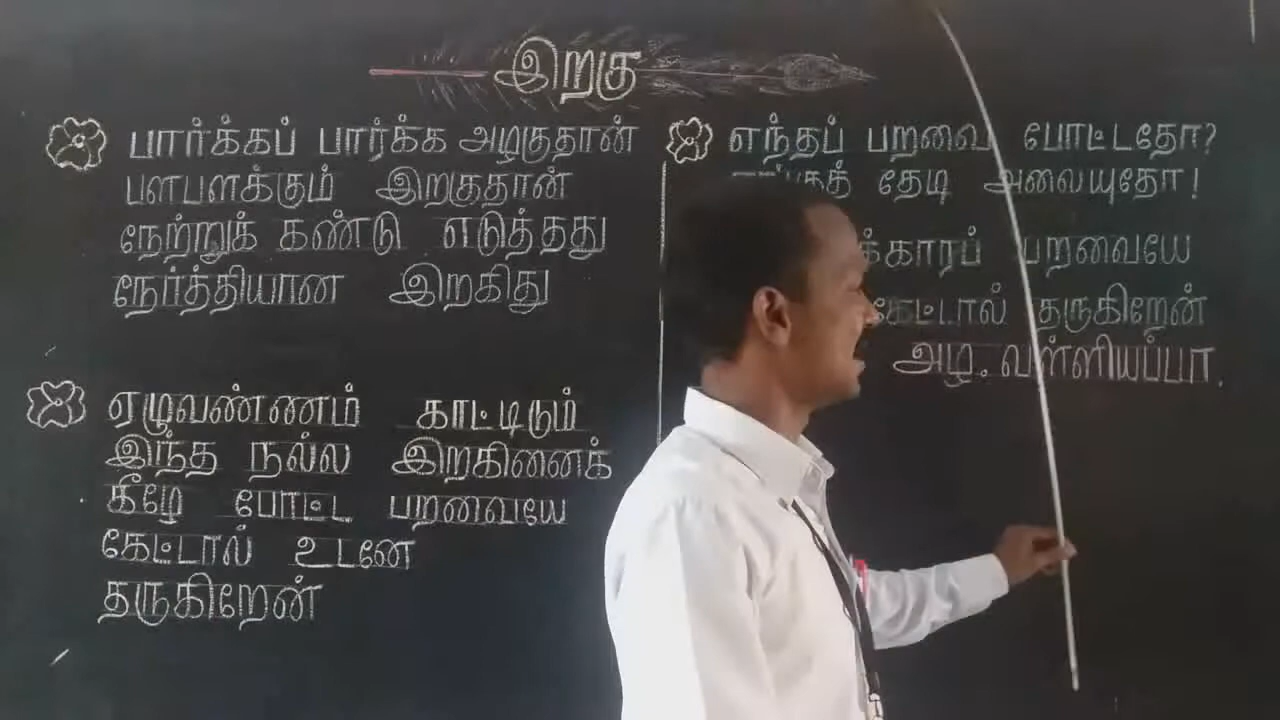 இறகு
பார்க்கப் பார்க்க அழகுதான்
பளபளக்கும் இறகுதான்
நேற்றுக் கண்டு எடுத்தது
நேர்த்தியான இறகிது
ஏழுவண்ணம் காட்டிடும்
இந்த நல்ல இறகினைக்
கீழே போட்ட பறவையே
கேட்டால் உடனே
தருகிறேன்
எந்தப் பறவை போட்டதோ?
தேடி அலையுதோ!
பறவையே
கேட்டால் தருகிறேன்
அழ. வள்ளியப்பா.